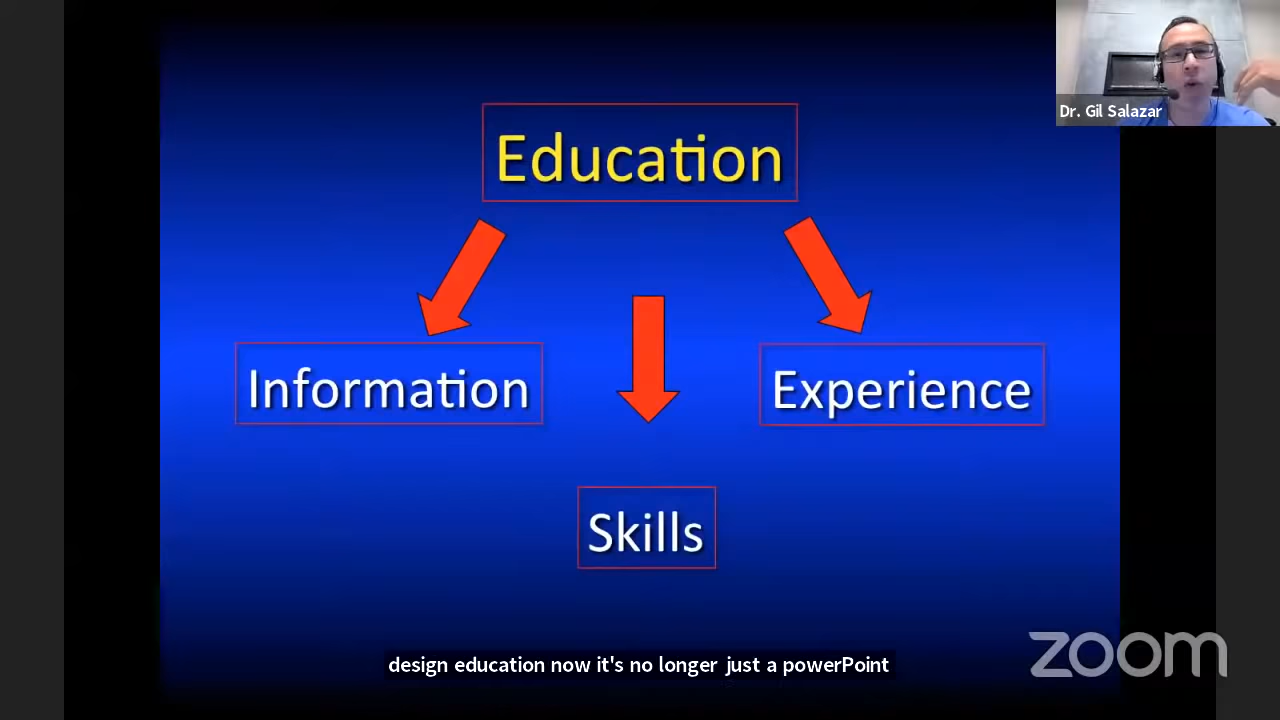 Dr. Gil Salazar
Education
Information
Experience
Skills
zoom
design education now it's no longer just a powerPoint